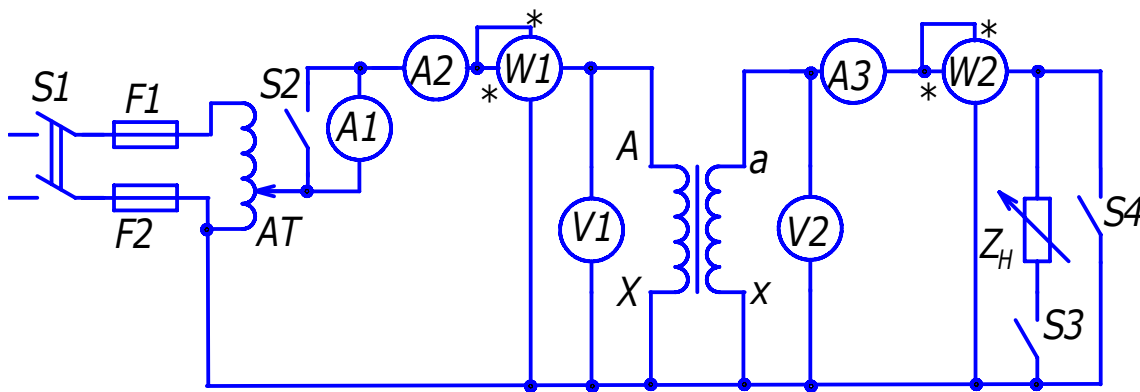 S1
F1
F2
AT
S2
A1
A2
*
*
W1
V1
A
X
a
x
V2
A3
*
*
W2
Z_H
S3
S4